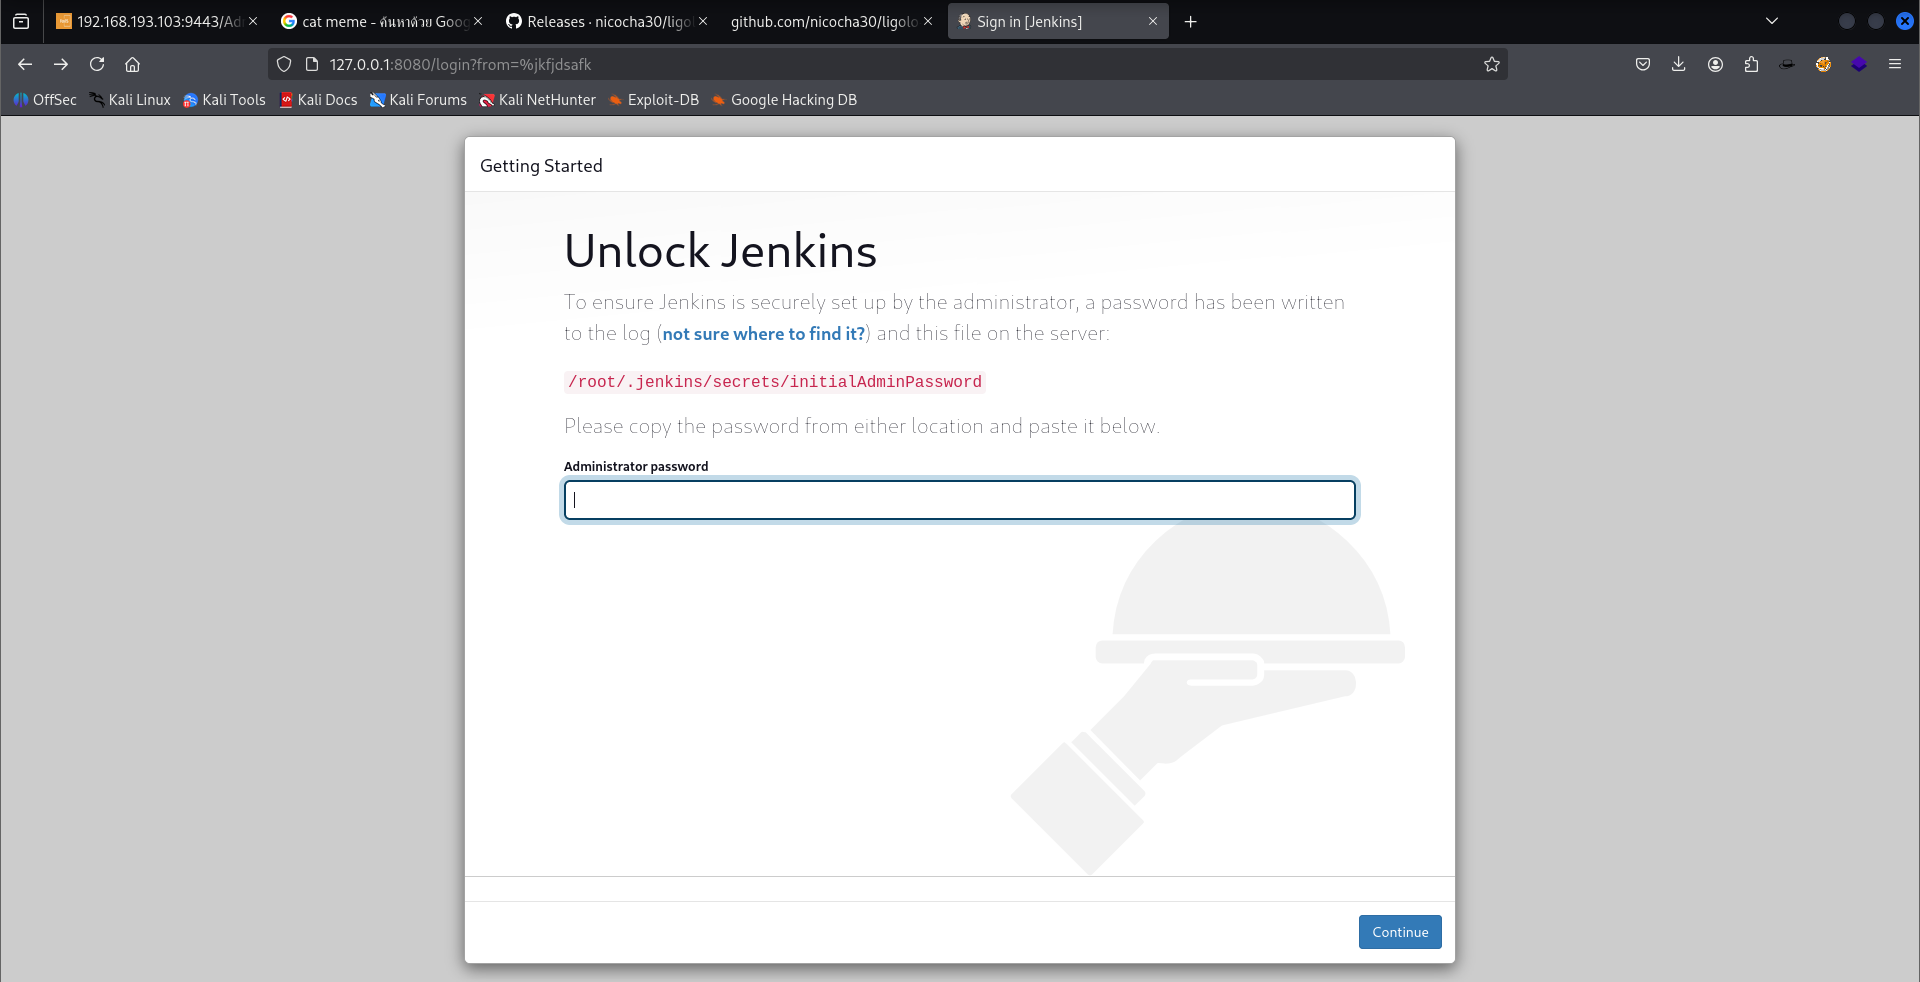 192.168.193.103:9443/Ad
cat meme - ค้นหาด้วย Goog
Releases · nicocha30/ligol
github.com/nicocha30/ligolo
Sign in [Jenkins]
127.0.0.1:8080/login?from=%jkfjdsafk
OffSec
Kali Linux
Kali Tools
Kali Docs
Kali Forums
Kali NetHunter
Exploit-DB
Google Hacking DB
Getting Started
Unlock Jenkins
To ensure Jenkins is securely set up by the administrator, a password has been written
to the log (not sure where to find it?) and this file on the server:
/root/.jenkins/secrets/initialAdminPassword
Please copy the password from either location and paste it below.
Administrator password
Continue